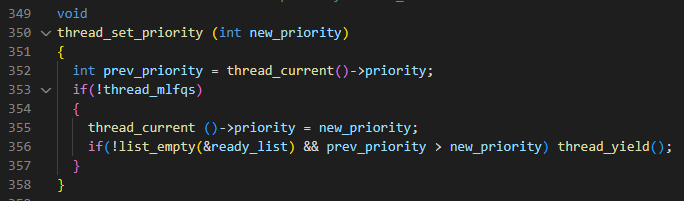 349 void
350 thread_set_priority (int new_priority)
351 {
352 int prev_priority = thread_current()->priority;
353 if(!thread_mlfqs)
354 {
355 thread_current ()->priority = new_priority;
356 if(!list_empty(&ready_list) && prev_priority > new_priority) thread_yield();
357 }
358 }